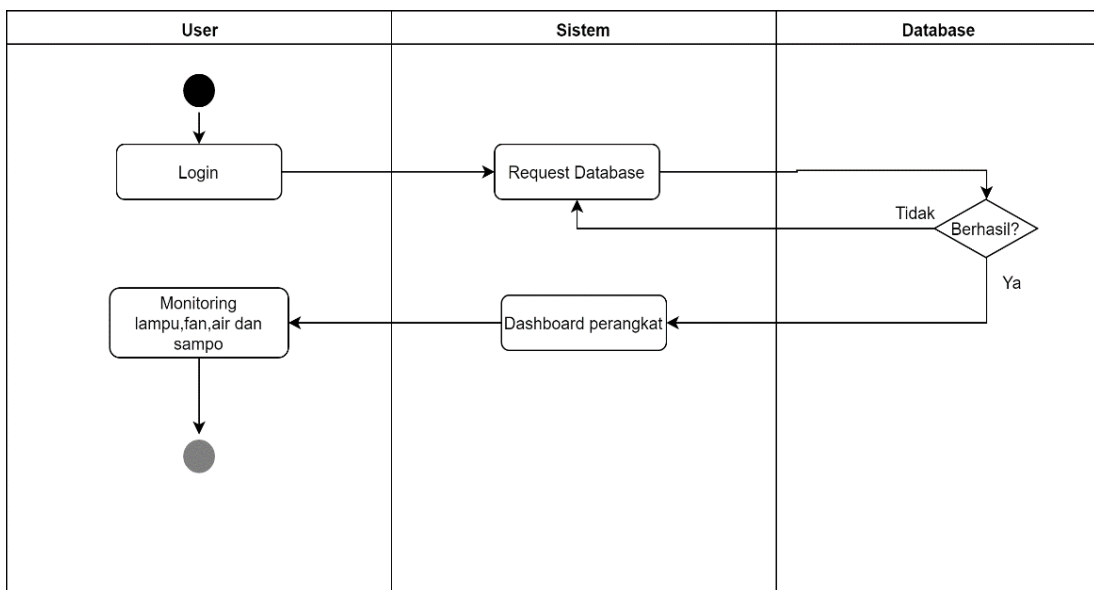 User
Sistem
Database
Login
Request Database
Tidak
Berhasil?
Ya
Monitoring
lampu,fan,air dan
sampo
Dashboard perangkat